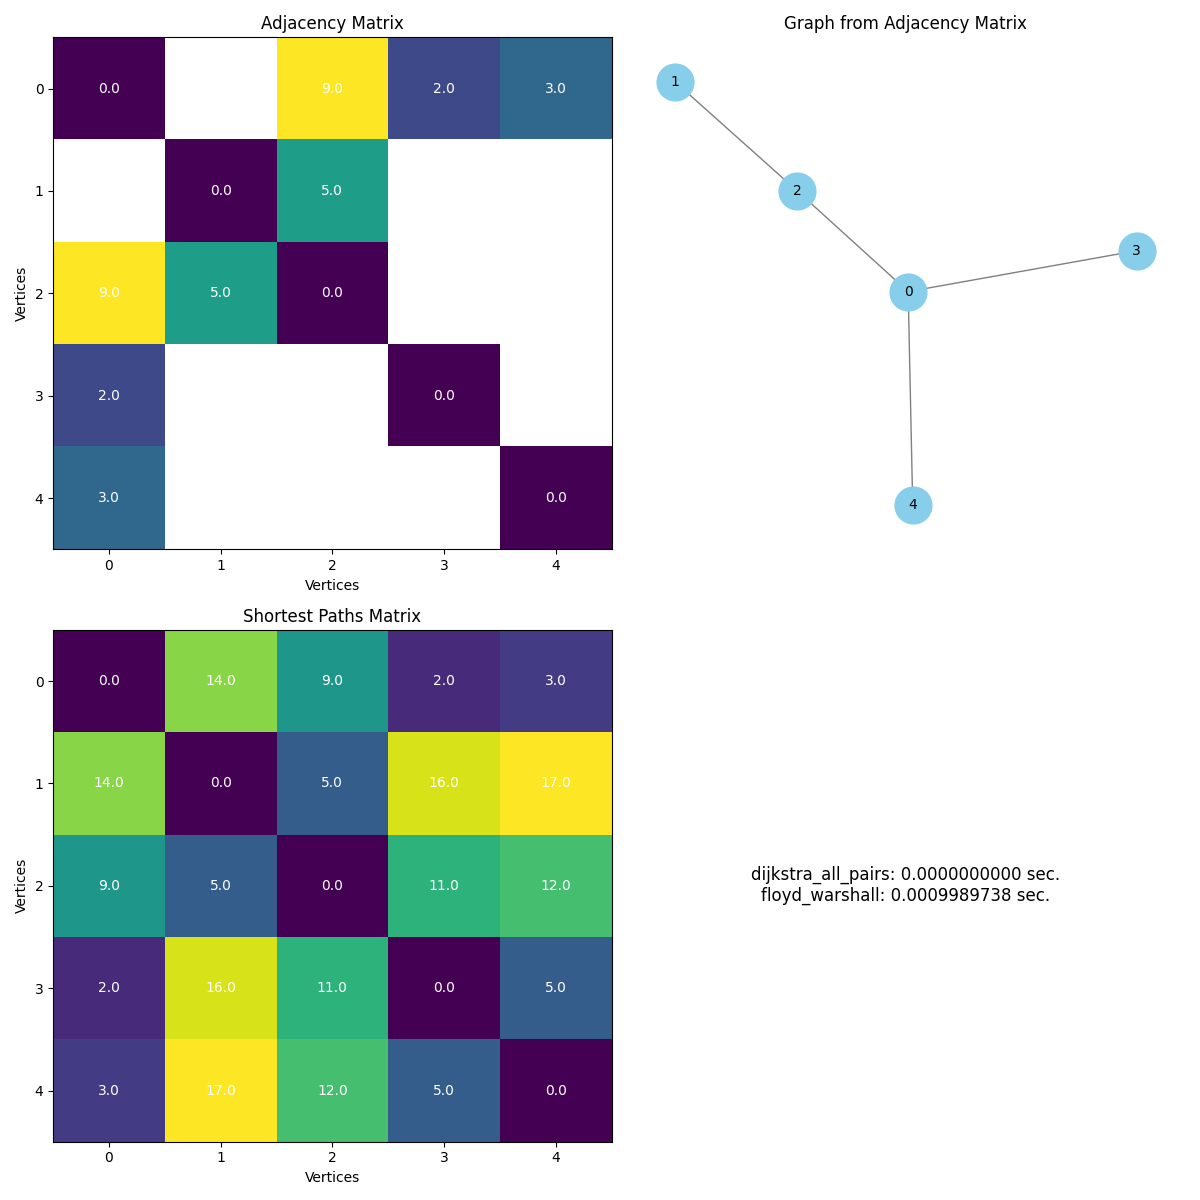 Adjacency Matrix
0 0.0 9.0 2.0 3.0
1 0.0 5.0
2 9.0 5.0 0.0
3 2.0 0.0
4 3.0 0.0
Vertices
0 1 2 3 4
Vertices
Graph from Adjacency Matrix
1
2
3
0
4
Shortest Paths Matrix
0 0.0 14.0 9.0 2.0 3.0
1 14.0 0.0 5.0 16.0 17.0
2 9.0 5.0 0.0 11.0 12.0
3 2.0 16.0 11.0 0.0 5.0
4 3.0 17.0 12.0 5.0 0.0
Vertices
0 1 2 3 4
Vertices
dijkstra_all_pairs: 0.0000000000 sec.
floyd_warshall: 0.0009989738 sec.